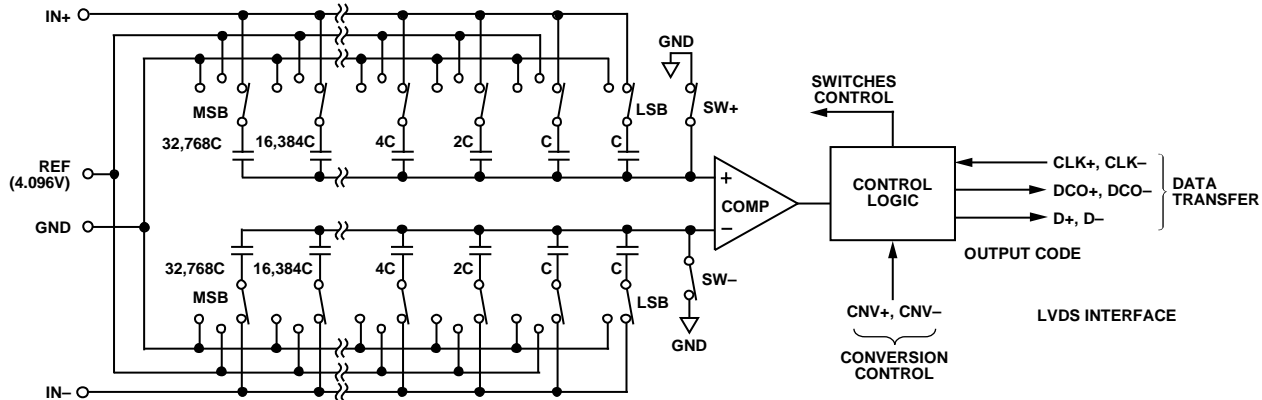 IN+
GND
SWITCHES
CONTROL
MSB
LSB
SW+
32,768C
16,384C
4C
2C
C
C
REF
(4.096V)
GND
+
COMP
–
CONTROL
LOGIC
CLK+, CLK–
DCO+, DCO–
D+, D–
DATA
TRANSFER
OUTPUT CODE
32,768C
16,384C
4C
2C
C
C
MSB
LSB
SW–
GND
CNV+, CNV–
CONVERSION
CONTROL
LVDS INTERFACE
IN–